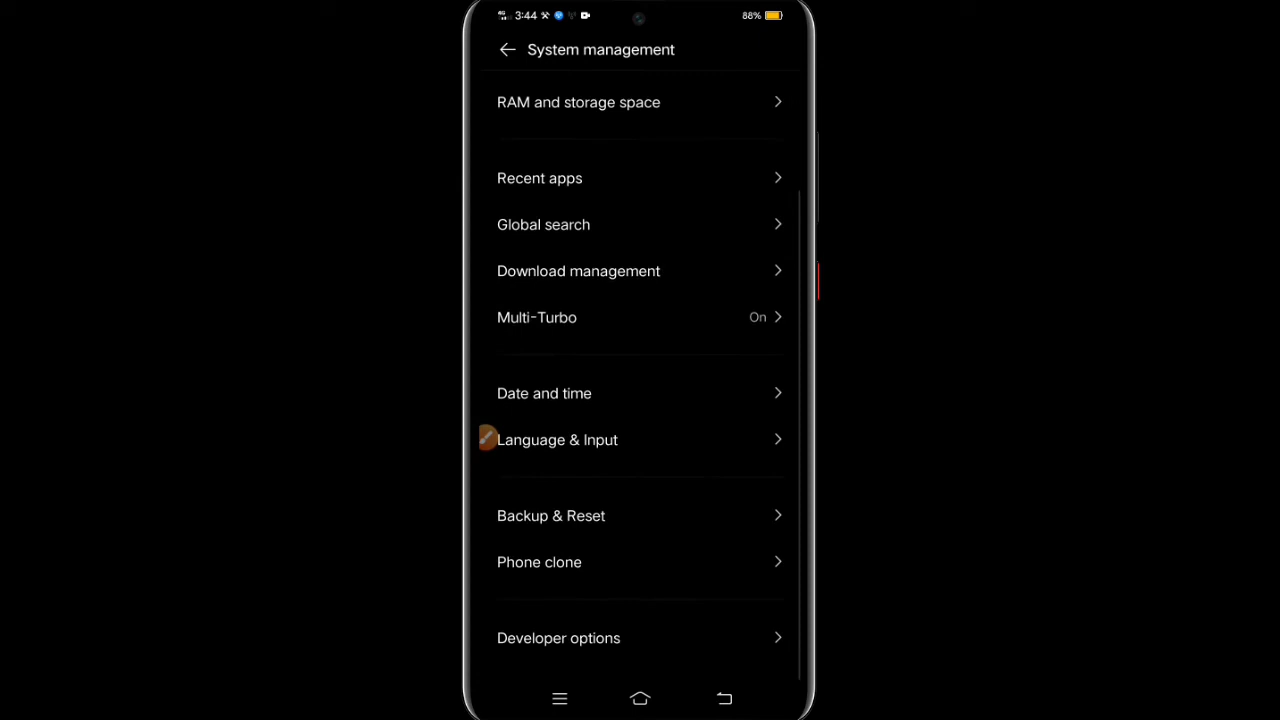 4G 3:44 88%
System management
RAM and storage space
Recent apps
Global search
Download management
Multi-Turbo On
Date and time
Language & Input
Backup & Reset
Phone clone
Developer options